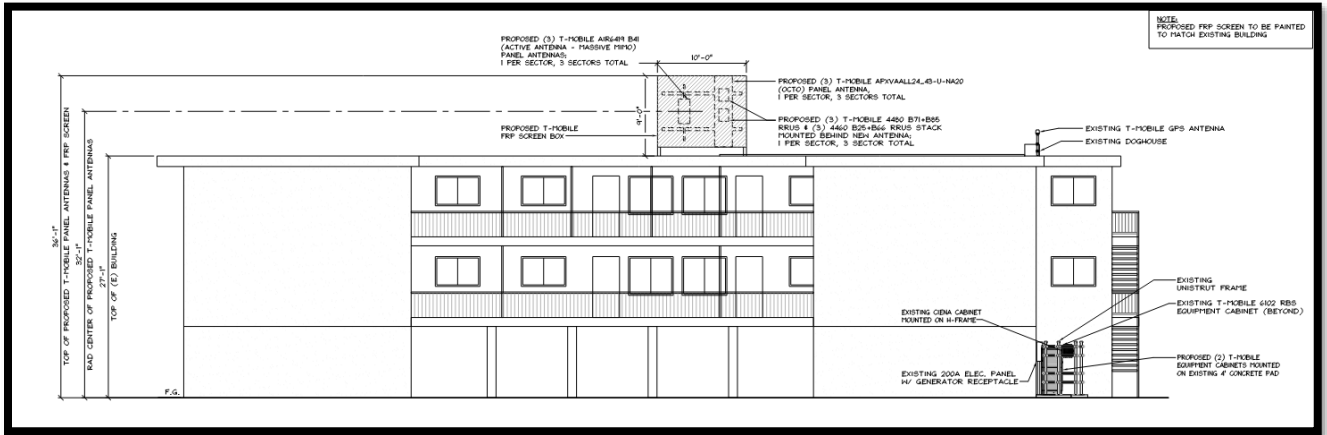 NOTE:
PROPOSED FRP SCREEN TO BE PAINTED
TO MATCH EXISTING BUILDING
PROPOSED (3) T-MOBILE AIR6419 B41
(ACTIVE ANTENNA - MASSIVE MIMO)
PANEL ANTENNAS;
1 PER SECTOR, 3 SECTORS TOTAL
10'-0"
PROPOSED (3) T-MOBILE APXVAALL24_43-U-NA20
(OCTO) PANEL ANTENNA,
1 PER SECTOR, 3 SECTORS TOTAL
9'-0"
PROPOSED T-MOBILE
FRP SCREEN BOX
PROPOSED (3) T-MOBILE 4480 B71+B85
RRUS & (3) 4460 B25+B66 RRUS STACK
MOUNTED BEHIND NEW ANTENNA;
1 PER SECTOR, 3 SECTOR TOTAL
EXISTING T-MOBILE GPS ANTENNA
EXISTING DOGHOUSE
36'-1"
TOP OF PROPOSED T-MOBILE PANEL ANTENNAS & FRP SCREEN
32'-1"
RAD CENTER OF PROPOSED T-MOBILE PANEL ANTENNAS
27'-1"
TOP OF (E) BUILDING
F.G.
EXISTING
UNISTRUT FRAME
EXISTING T-MOBILE 6102 RBS
EQUIPMENT CABINET (BEYOND)
EXISTING CIENA CABINET
MOUNTED ON H-FRAME
PROPOSED (2) T-MOBILE
EQUIPMENT CABINETS MOUNTED
ON EXISTING 4' CONCRETE PAD
EXISTING 200A ELEC. PANEL
W/ GENERATOR RECEPTACLE